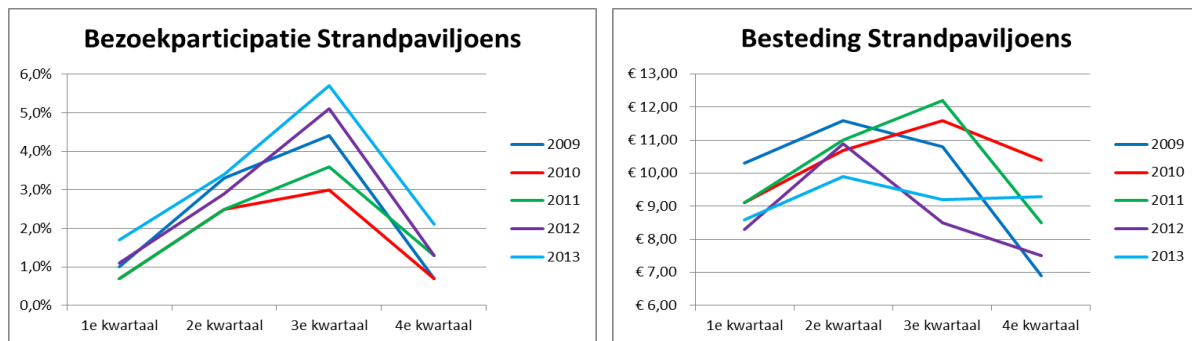 Bezoekparticipatie Strandpaviljoens
6,0%
5,0%
4,0%
3,0%
2,0%
1,0%
0,0%
1e kwartaal
2e kwartaal
3e kwartaal
4e kwartaal
2009
2010
2011
2012
2013
Besteding Strandpaviljoens
€ 13,00
€ 12,00
€ 11,00
€ 10,00
€ 9,00
€ 8,00
€ 7,00
€ 6,00
1e kwartaal
2e kwartaal
3e kwartaal
4e kwartaal
2009
2010
2011
2012
2013